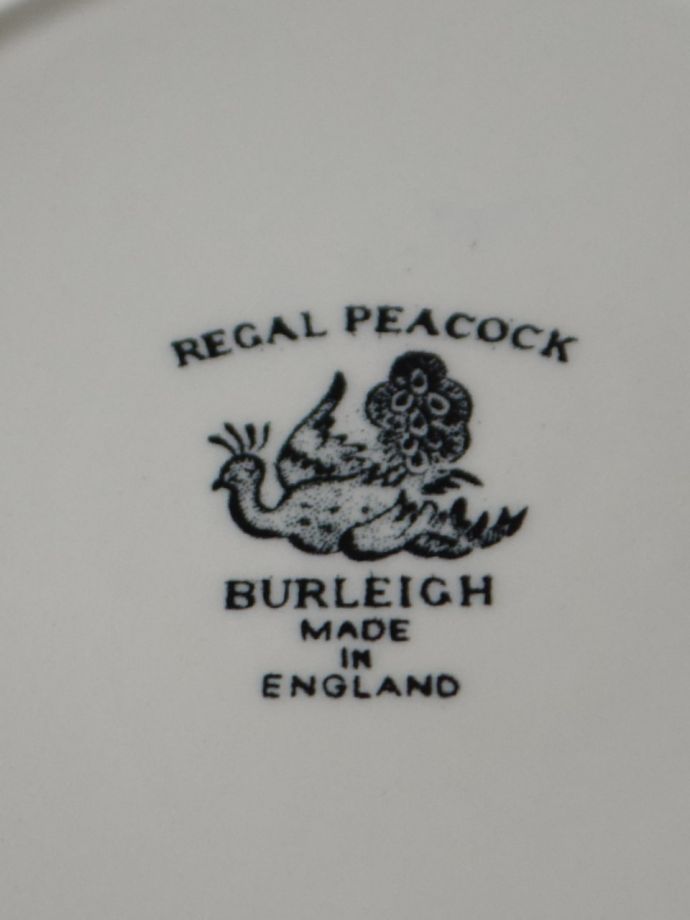 REGAL PEACOCK
BURLEIGH
MADE
IN
ENGLAND